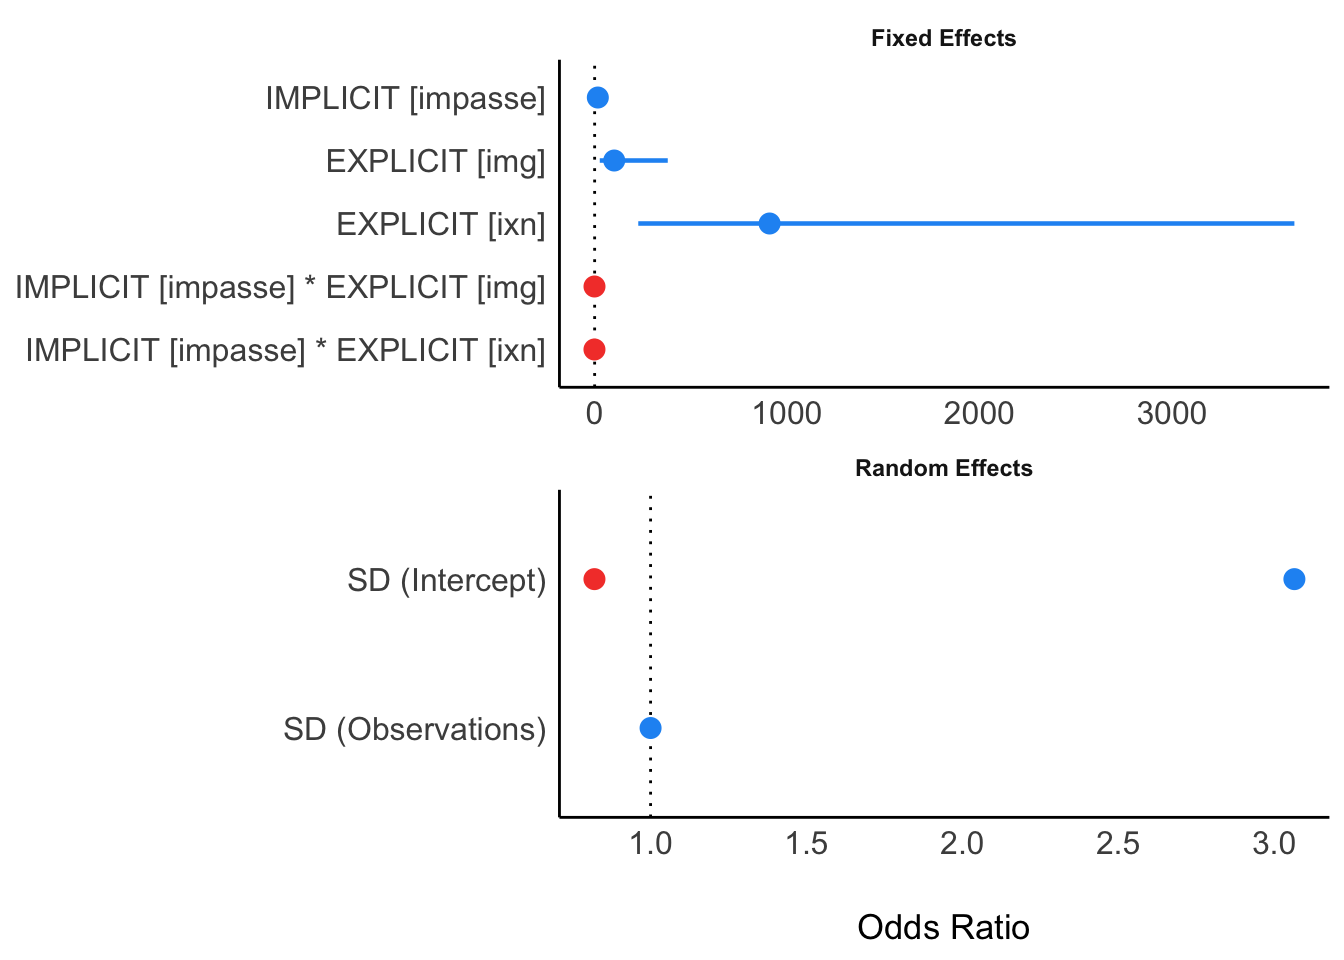 Fixed Effects
IMPLICIT [impasse]
EXPLICIT [img]
EXPLICIT [ixn]
IMPLICIT [impasse] * EXPLICIT [img]
IMPLICIT [impasse] * EXPLICIT [ixn]
0 1000 2000 3000
Random Effects
SD (Intercept)
SD (Observations)
1.0 1.5 2.0 2.5 3.0
Odds Ratio